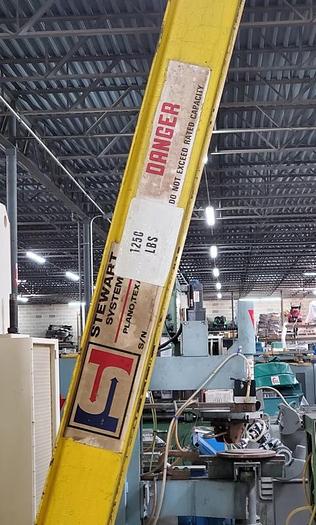 DANGER
DO NOT EXCEED RATED CAPACITY
1250
LBS
STEWART
SYSTEM
PLANO, TEX.
S/N